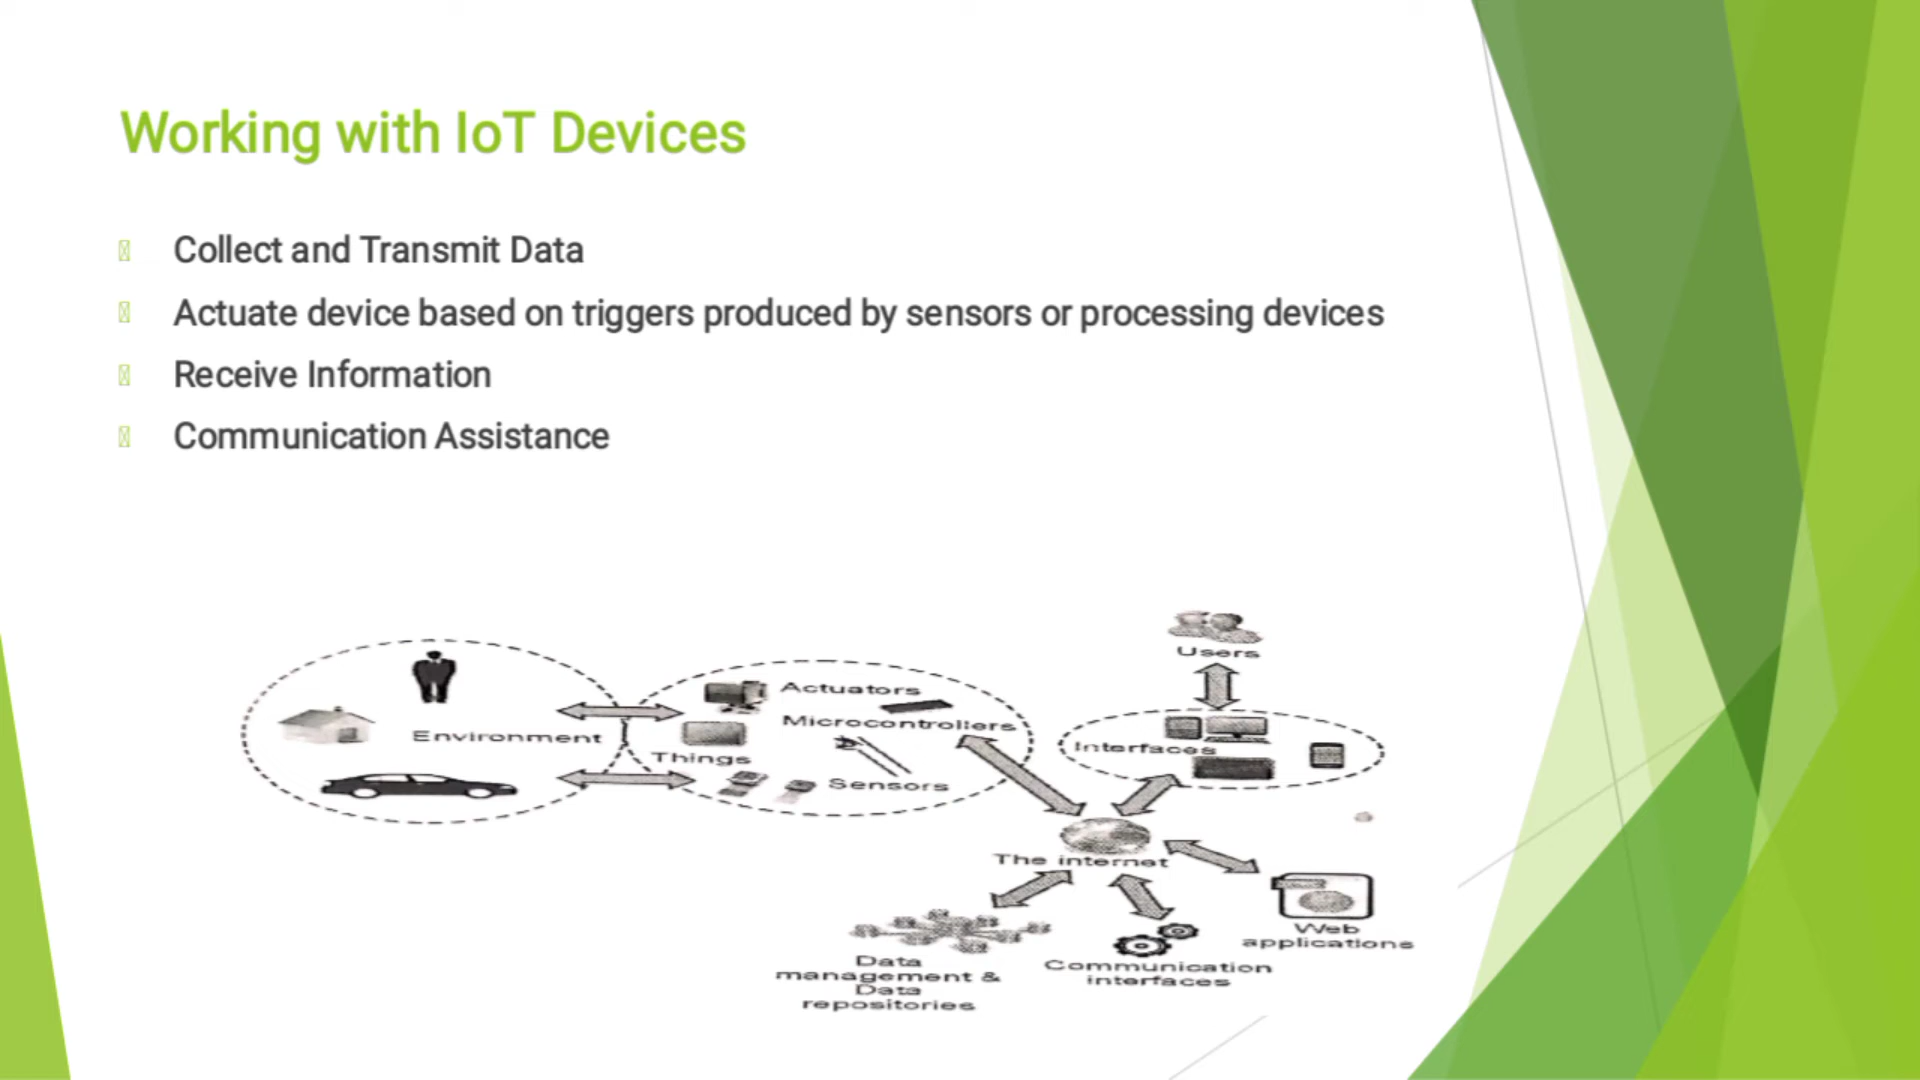 Working with IoT Devices
Collect and Transmit Data
Actuate device based on triggers produced by sensors or processing devices
Receive Information
Communication Assistance
Users
Actuators
Microcontrollers
Environment
Things
Sensors
Interfaces
The internet
Web
applications
Data
management &
Data
repositories
Communication
interfaces